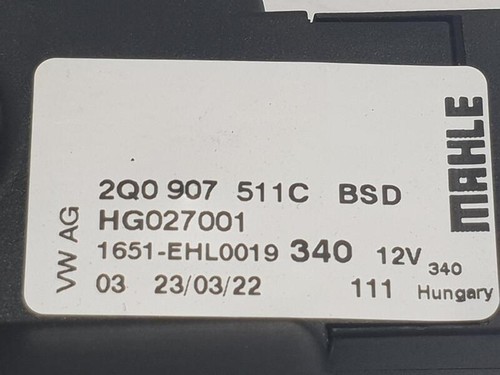 2Q0 907 511C BSD
HG027001
1651-EHL0019 340 12V 340
03 23/03/22 111 Hungary
VW AG
MAHLE